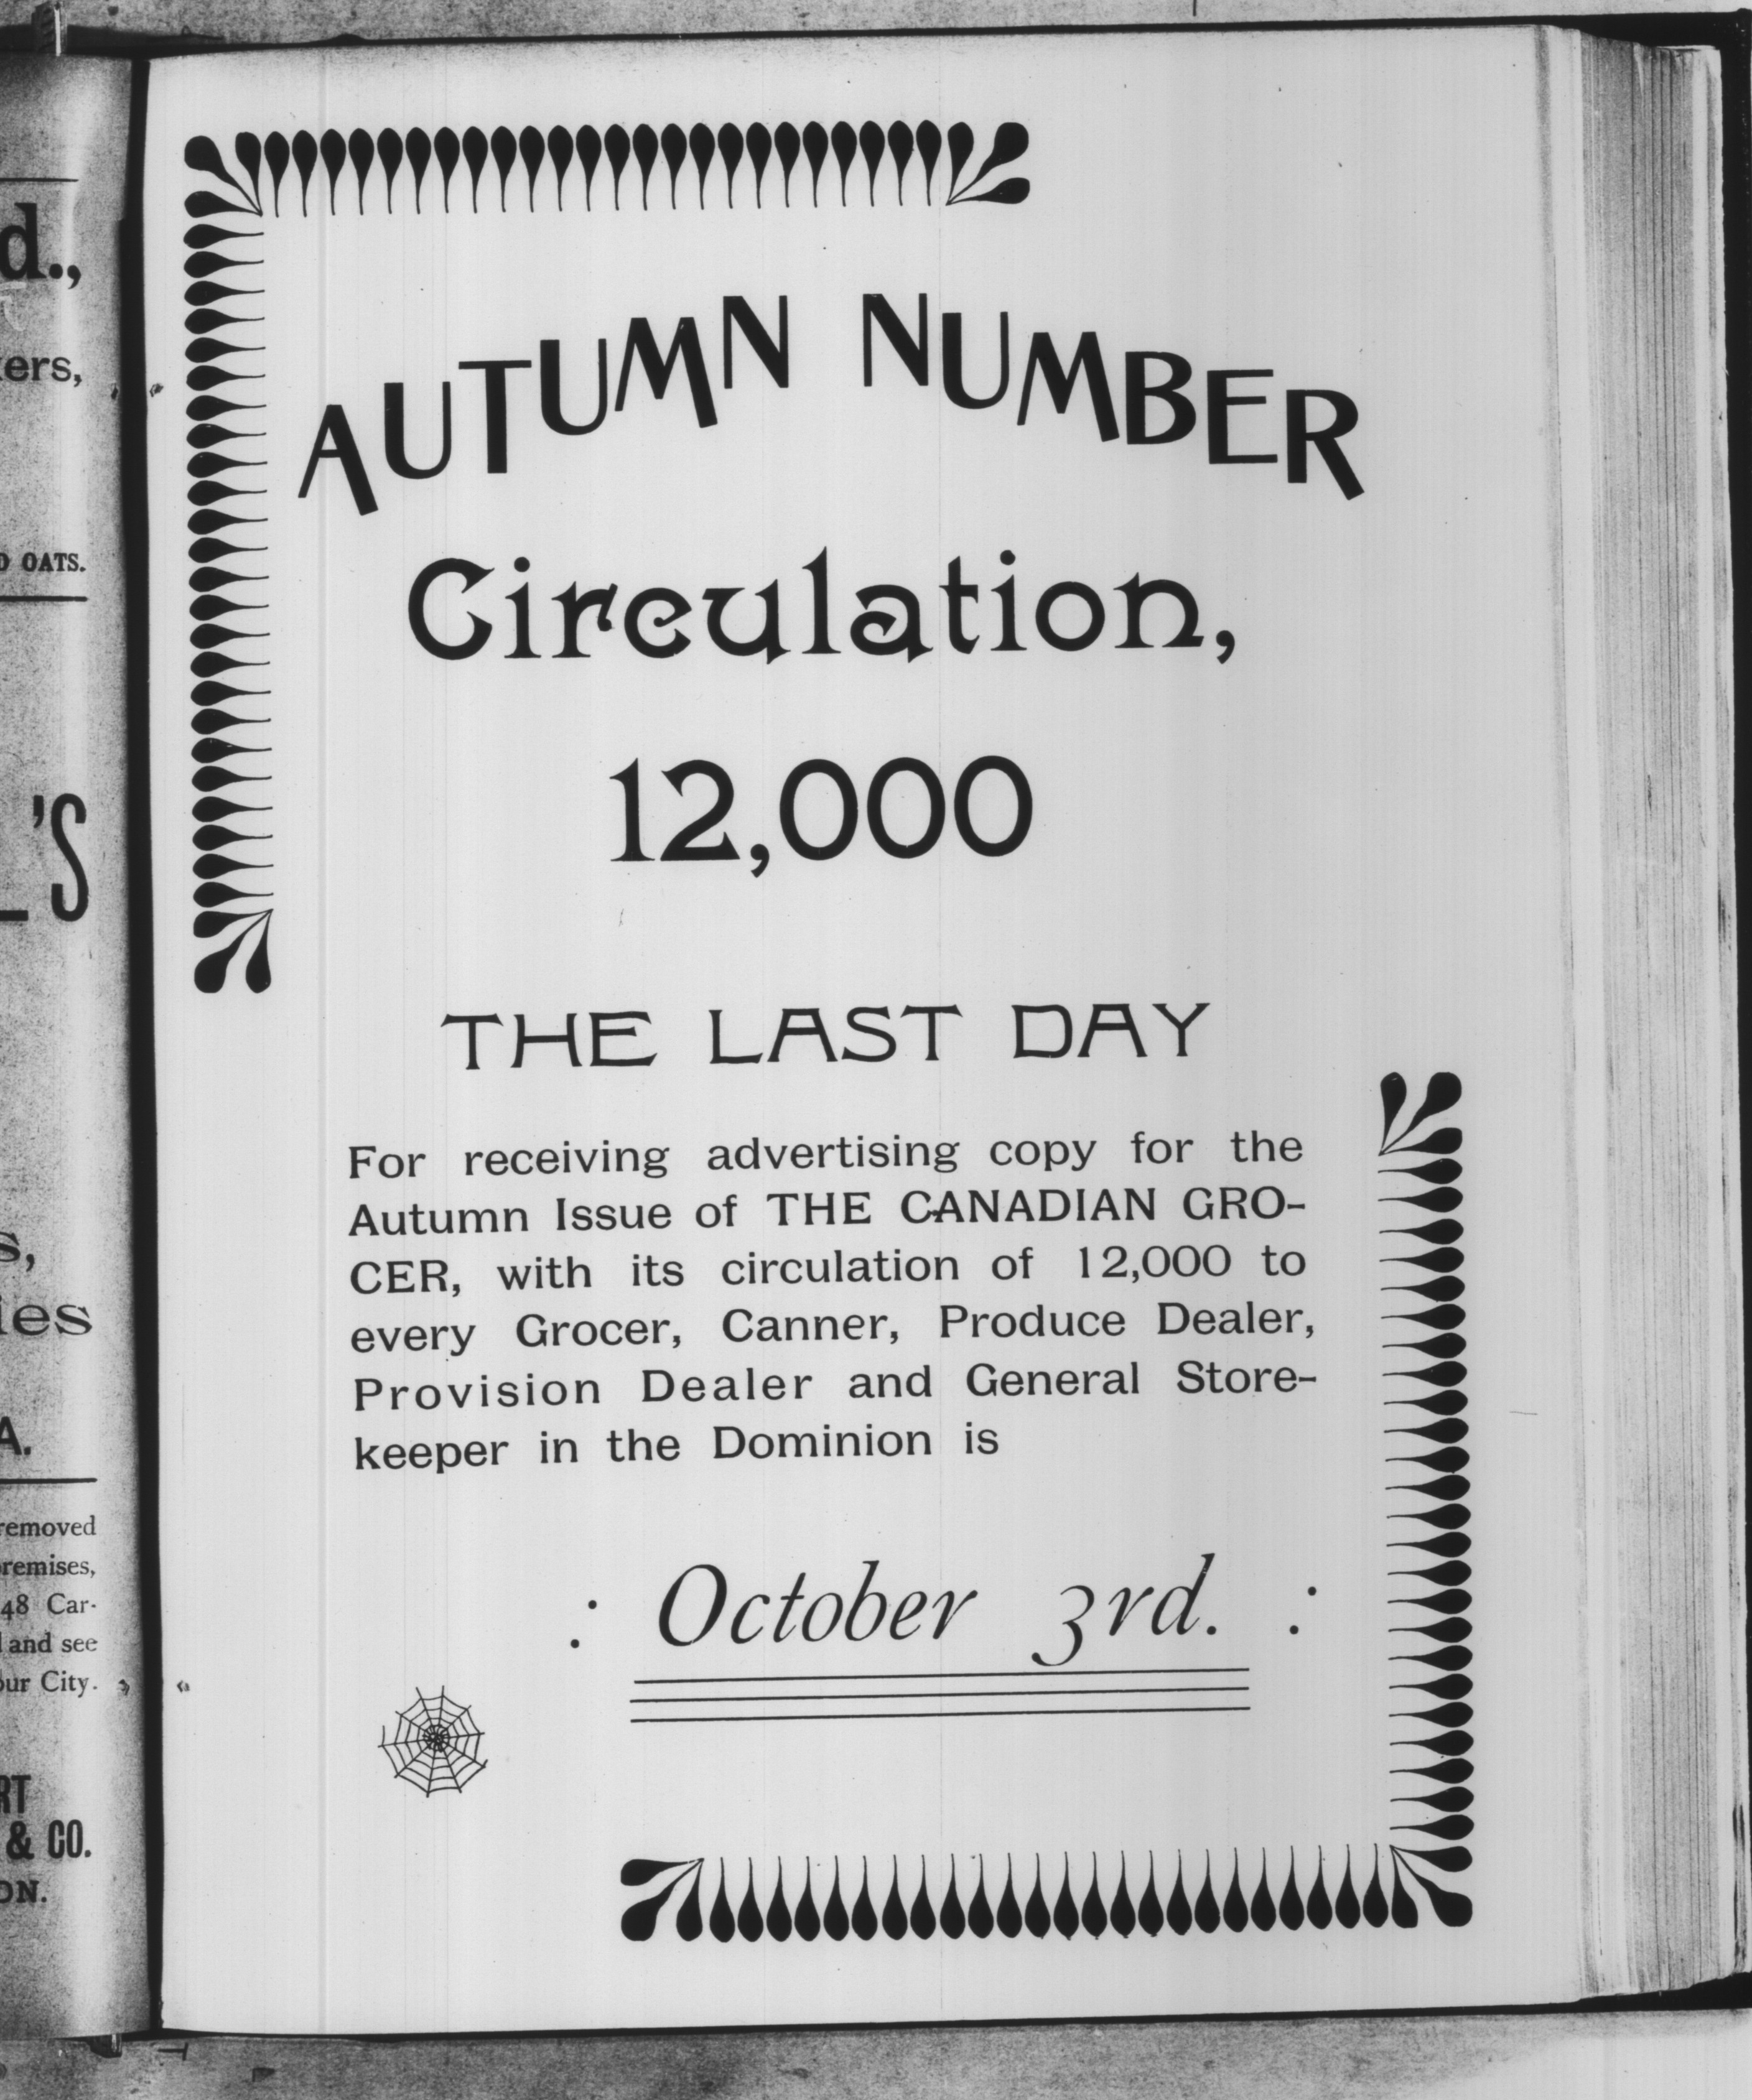 d.,
ers,
OATS.
'S
s,
ies
A.
removed
remises,
48 Car-
and see
our City.
RT
& CO.
ON.
AUTUMN NUMBER
Circulation,
12,000
THE LAST DAY
For receiving advertising copy for the
Autumn Issue of THE CANADIAN GRO-
CER, with its circulation of 12,000 to
every Grocer, Canner, Produce Dealer,
Provision Dealer and General Store-
keeper in the Dominion is
: October 3rd. :